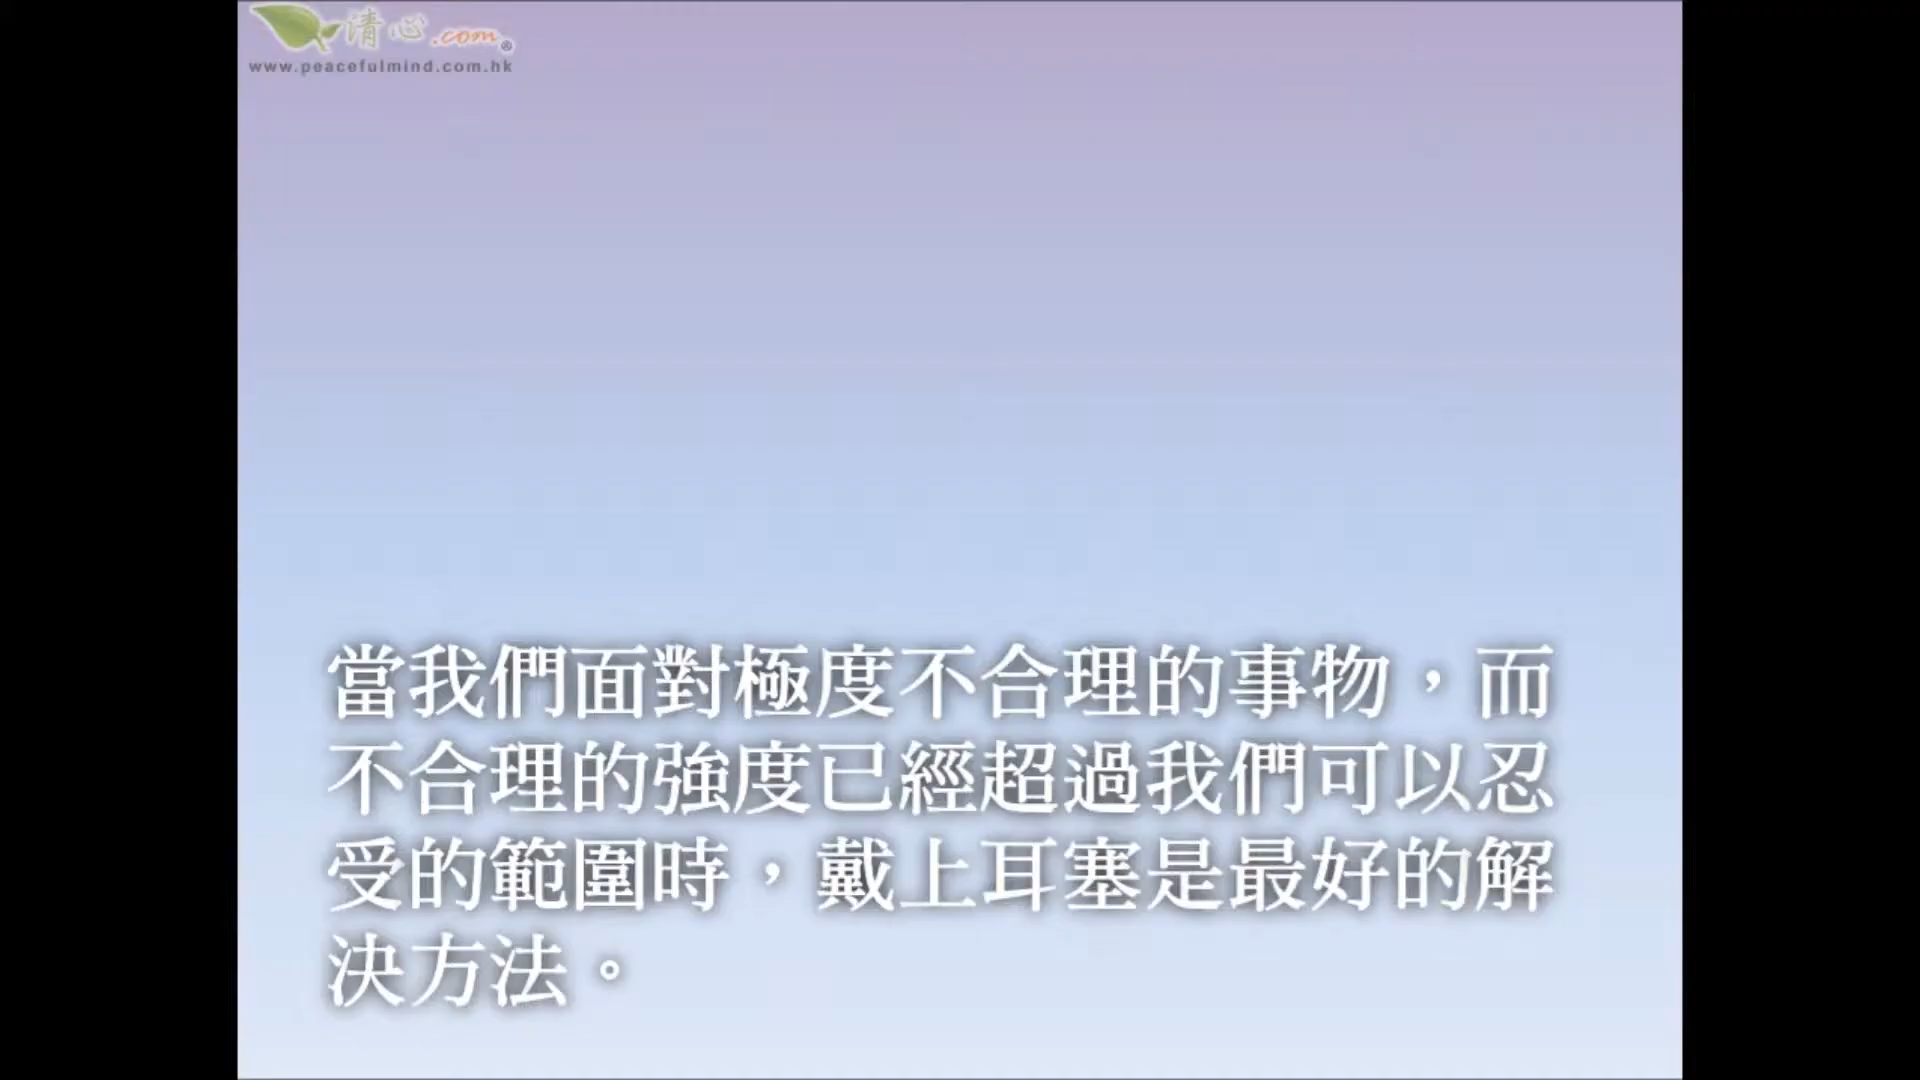 清心.com®
www.peacefulmind.com.hk
當我們面對極度不合理的事物，而
不合理的強度已經超過我們可以忍
受的範圍時，戴上耳塞是最好的解
決方法。